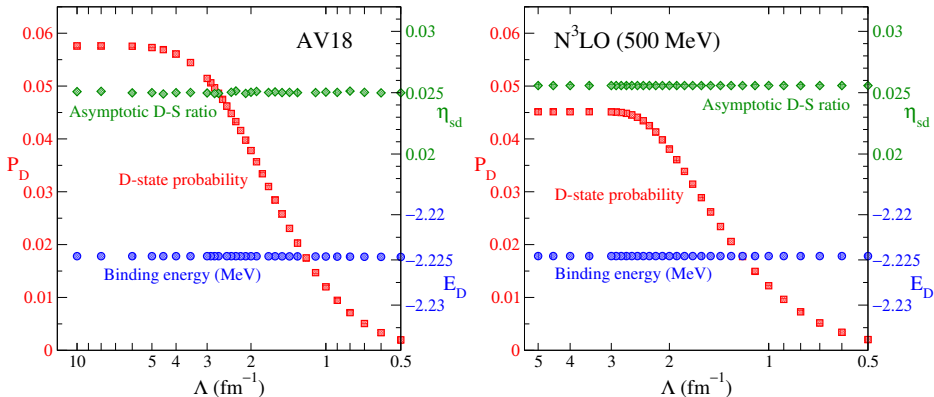 AV18
0.06
0.05
0.04
P_D
0.03
0.02
0.01
0
0.03
0.025
η_sd
0.02
−2.22
−2.225
E_D
−2.23
Asymptotic D-S ratio
D-state probability
Binding energy (MeV)
10 5 4 3 2 1 0.5
Λ (fm⁻¹)
N³LO (500 MeV)
0.06
0.05
0.04
P_D
0.03
0.02
0.01
0
0.03
0.025
η_sd
0.02
−2.22
−2.225
E_D
−2.23
Asymptotic D-S ratio
D-state probability
Binding energy (MeV)
5 4 3 2 1 0.5
Λ (fm⁻¹)